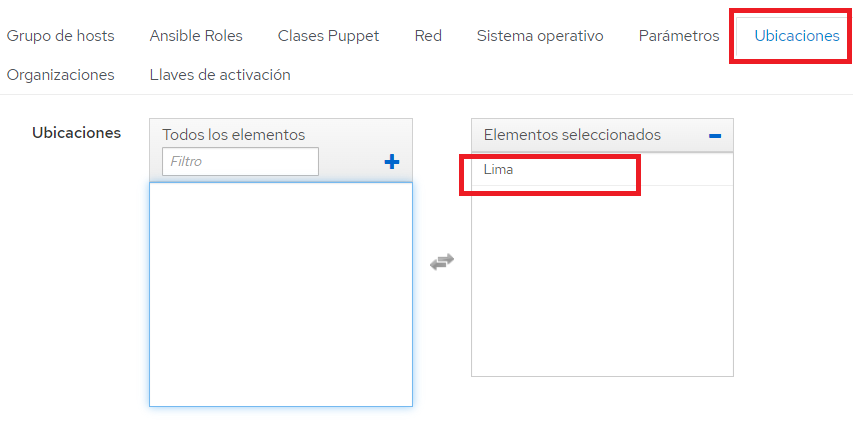 Grupo de hosts Ansible Roles Clases Puppet Red Sistema operativo Parámetros Ubicaciones
Organizaciones Llaves de activación
Ubicaciones
Todos los elementos
Filtro
Elementos seleccionados
Lima